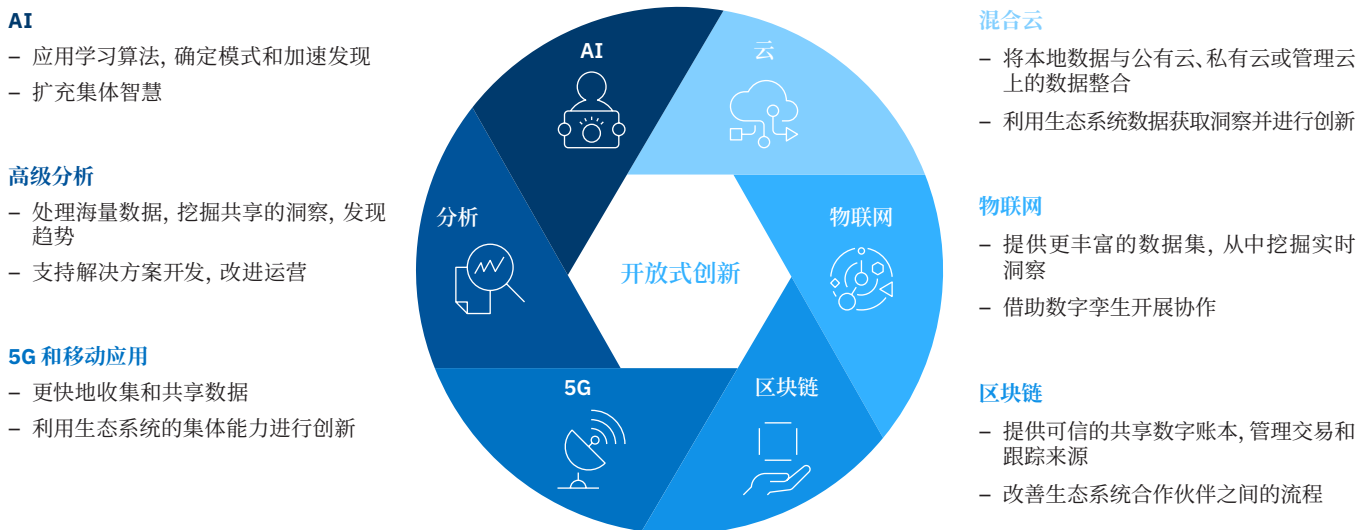 AI
– 应用学习算法, 确定模式和加速发现
– 扩充集体智慧
高级分析
– 处理海量数据, 挖掘共享的洞察, 发现
趋势
– 支持解决方案开发, 改进运营
5G 和移动应用
– 更快地收集和共享数据
– 利用生态系统的集体能力进行创新
AI
云
分析
物联网
开放式创新
5G
区块链
混合云
– 将本地数据与公有云、私有云或管理云
上的数据整合
– 利用生态系统数据获取洞察并进行创新
物联网
– 提供更丰富的数据集, 从中挖掘实时
洞察
– 借助数字孪生开展协作
区块链
– 提供可信的共享数字账本, 管理交易和
跟踪来源
– 改善生态系统合作伙伴之间的流程